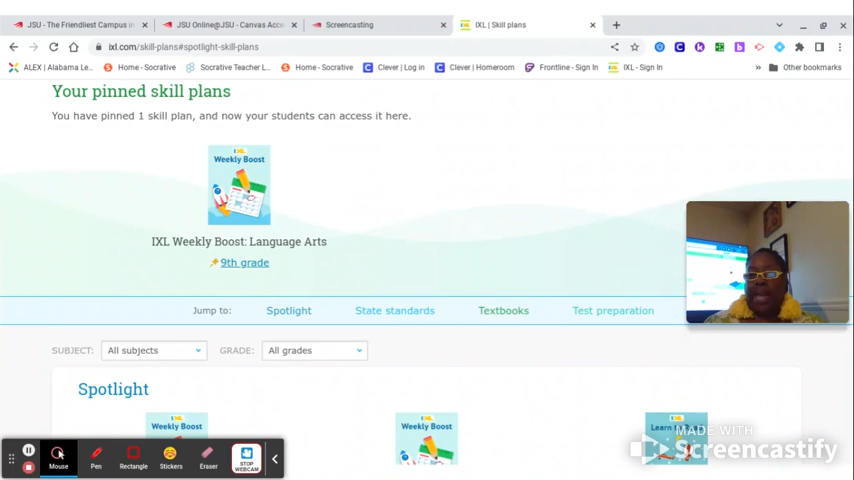 JSU - The Friendliest Campus in
JSU Online@JSU - Canvas Acce
Screencasting
IXL | Skill plans
ixl.com/skill-plans#spotlight-skill-plans
ALEX | Alabama Le...
Home - Socrative
Socrative Teacher L...
Home - Socrative
Clever | Log in
Clever | Homeroom
Frontline - Sign In
IXL - Sign In
Other bookmarks
Your pinned skill plans
You have pinned 1 skill plan, and now your students can access it here.
IXL
Weekly Boost
IXL Weekly Boost: Language Arts
9th grade
Jump to:
Spotlight
State standards
Textbooks
Test preparation
SUBJECT:
All subjects
GRADE:
All grades
Spotlight
IXL
Weekly Boost
IXL
Weekly Boost
IXL
MADE WITH
Screencastify
Mouse
Pen
Rectangle
Stickers
Eraser
STOP
WEBCAM